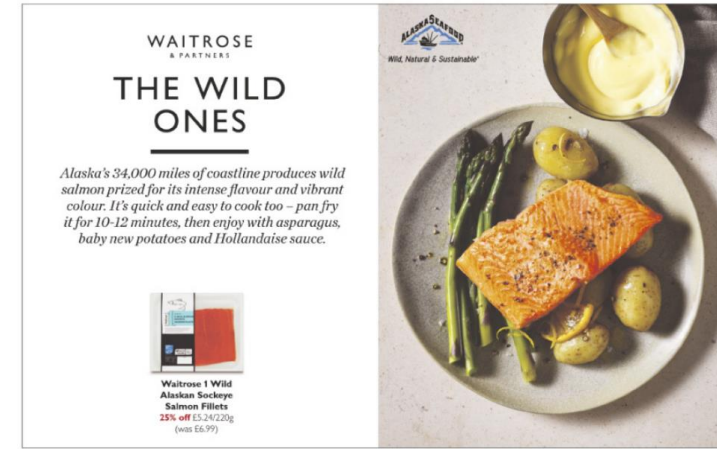 WAITROSE
& PARTNERS
THE WILD
ONES
Alaska's 34,000 miles of coastline produces wild
salmon prized for its intense flavour and vibrant
colour. It's quick and easy to cook too – pan fry
it for 10-12 minutes, then enjoy with asparagus,
baby new potatoes and Hollandaise sauce.
Waitrose 1 Wild
Alaskan Sockeye
Salmon Fillets
25% off £5.24/220g
(was £6.99)
ALASKA SEAFOOD
Wild, Natural & Sustainable®